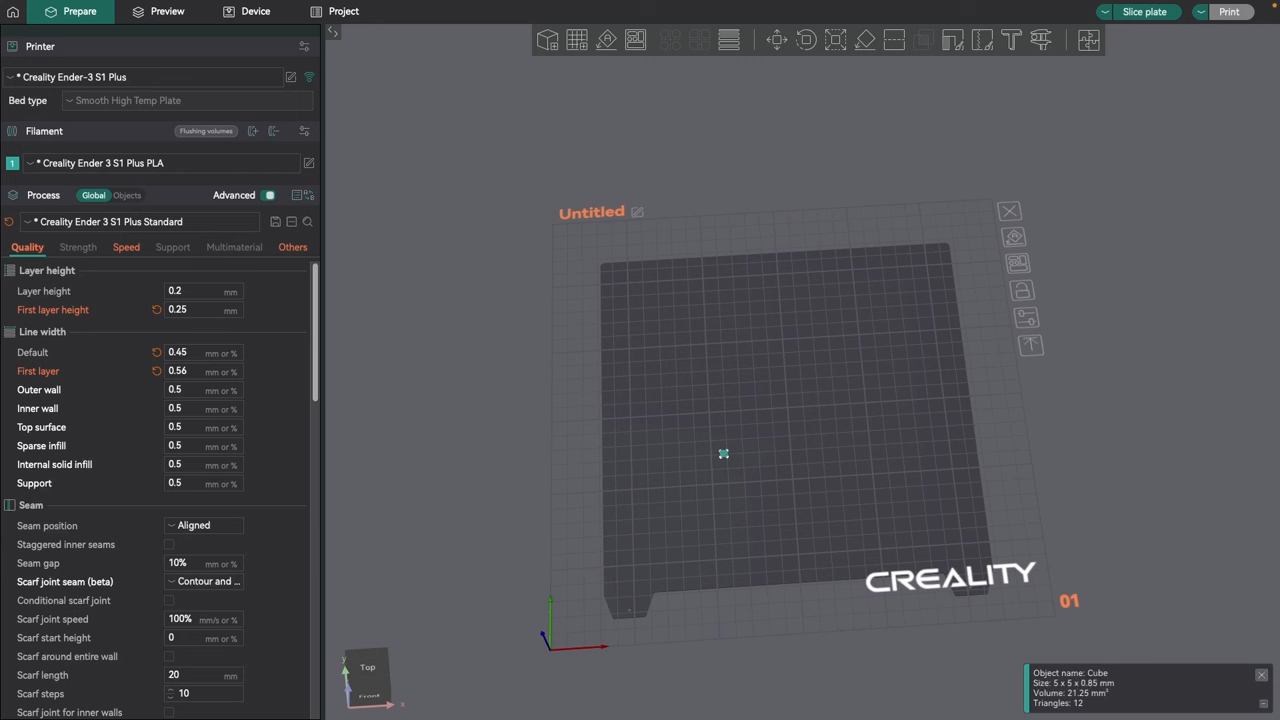 Prepare
Preview
Device
Project
Slice plate
Print
Printer
* Creality Ender-3 S1 Plus
Bed type
Smooth High Temp Plate
Filament
Flushing volumes
1
* Creality Ender 3 S1 Plus PLA
Process
Global
Objects
Advanced
* Creality Ender 3 S1 Plus Standard
Quality
Strength
Speed
Support
Multimaterial
Others
Layer height
Layer height 0.2 mm
First layer height 0.25 mm
Line width
Default 0.45 mm or %
First layer 0.56 mm or %
Outer wall 0.5 mm or %
Inner wall 0.5 mm or %
Top surface 0.5 mm or %
Sparse infill 0.5 mm or %
Internal solid infill 0.5 mm or %
Support 0.5 mm or %
Seam
Seam position Aligned
Staggered inner seams
Seam gap 10% mm or %
Scarf joint seam (beta) Contour and ...
Conditional scarf joint
Scarf joint speed 100% mm/s or %
Scarf start height 0 mm or %
Scarf around entire wall
Scarf length 20 mm
Scarf steps 10
Scarf joint for inner walls
Untitled
CREALITY
01
y
Top
Front
x
Object name: Cube
Size: 5 x 5 x 0.85 mm
Volume: 21.25 mm³
Triangles: 12